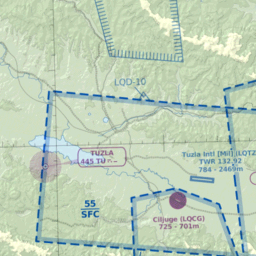 LQD-10
TUZLA
445 TU
Tuzla Intl (Mil) (LQTZ
TWR 132.92
784 - 2469m
55
SFC
Ciljuge (LQCG)
725 - 701m